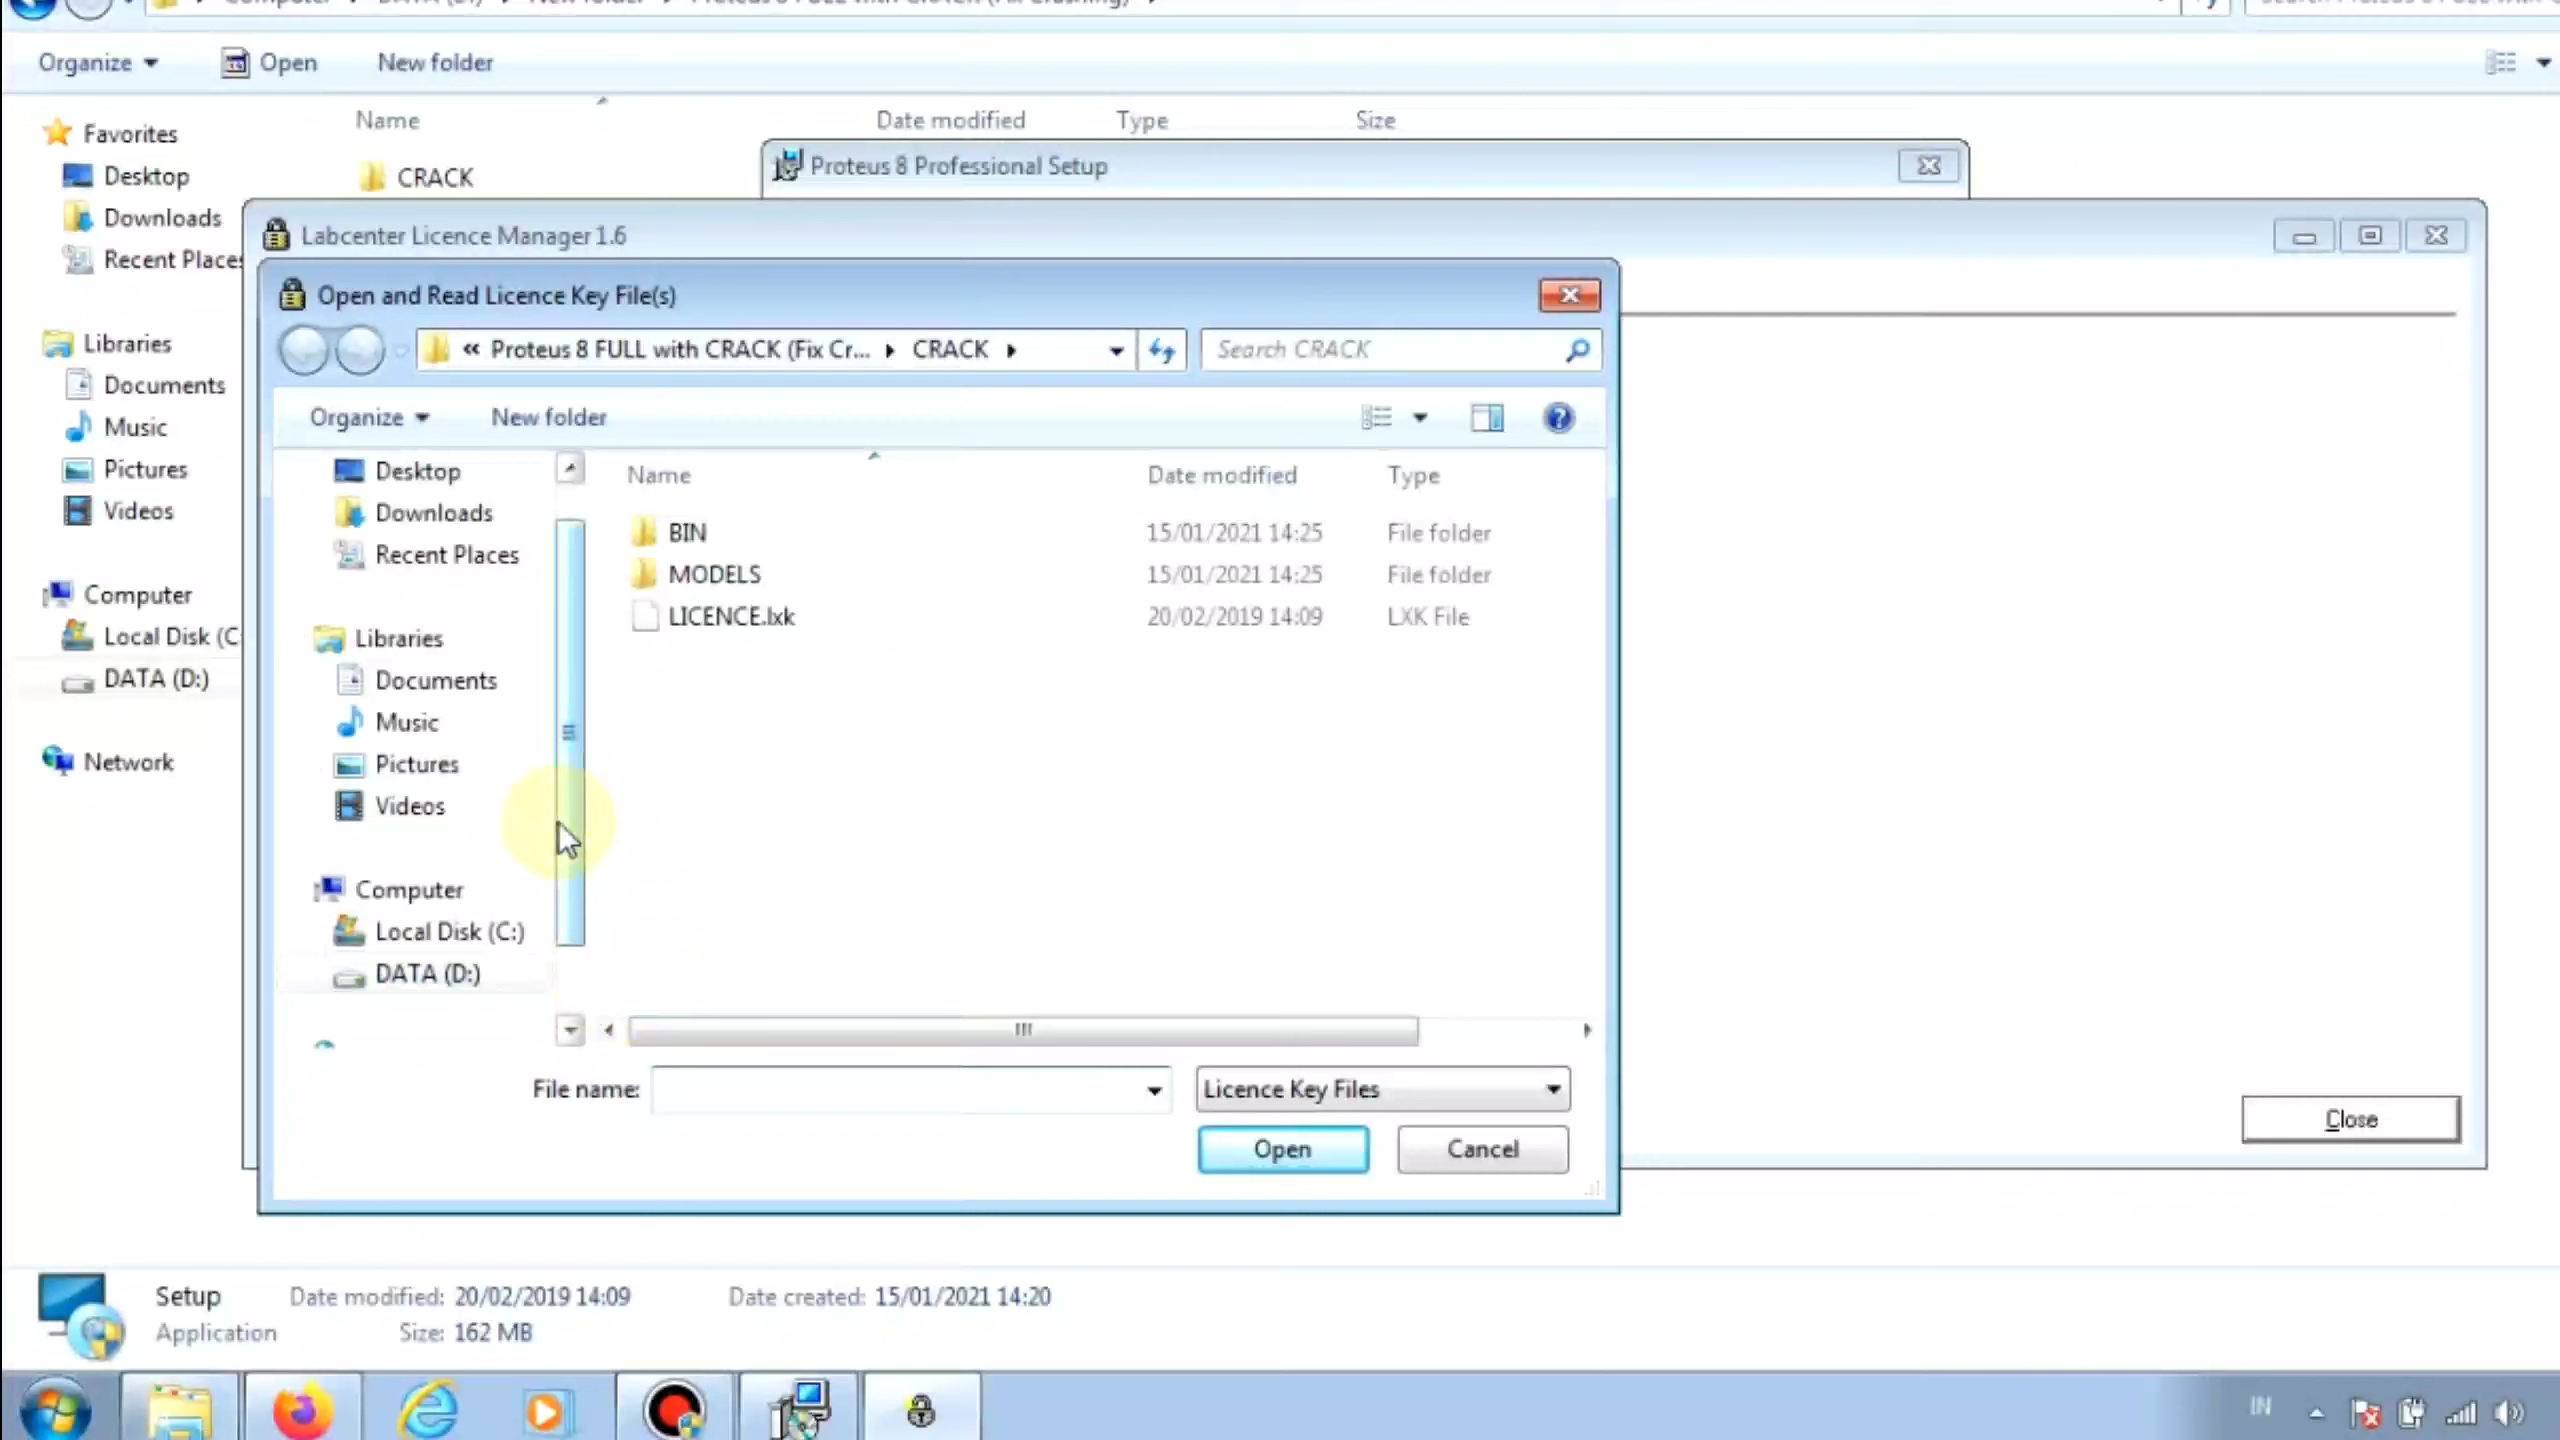 Organize
Open
New folder
Favorites
Desktop
Downloads
Recent Places
Libraries
Documents
Music
Pictures
Videos
Computer
Local Disk (C
DATA (D:)
Network
Name
Date modified
Type
Size
CRACK
Proteus 8 Professional Setup
Labcenter Licence Manager 1.6
Open and Read Licence Key File(s)
« Proteus 8 FULL with CRACK (Fix Cr... CRACK
Search CRACK
Organize
New folder
Desktop
Downloads
Recent Places
Libraries
Documents
Music
Pictures
Videos
Computer
Local Disk (C:)
DATA (D:)
Name Date modified Type
BIN 15/01/2021 14:25 File folder
MODELS 15/01/2021 14:25 File folder
LICENCE.lxk 20/02/2019 14:09 LXK File
File name:
Licence Key Files
Open
Cancel
Close
Setup Date modified: 20/02/2019 14:09 Date created: 15/01/2021 14:20
Application Size: 162 MB
IN